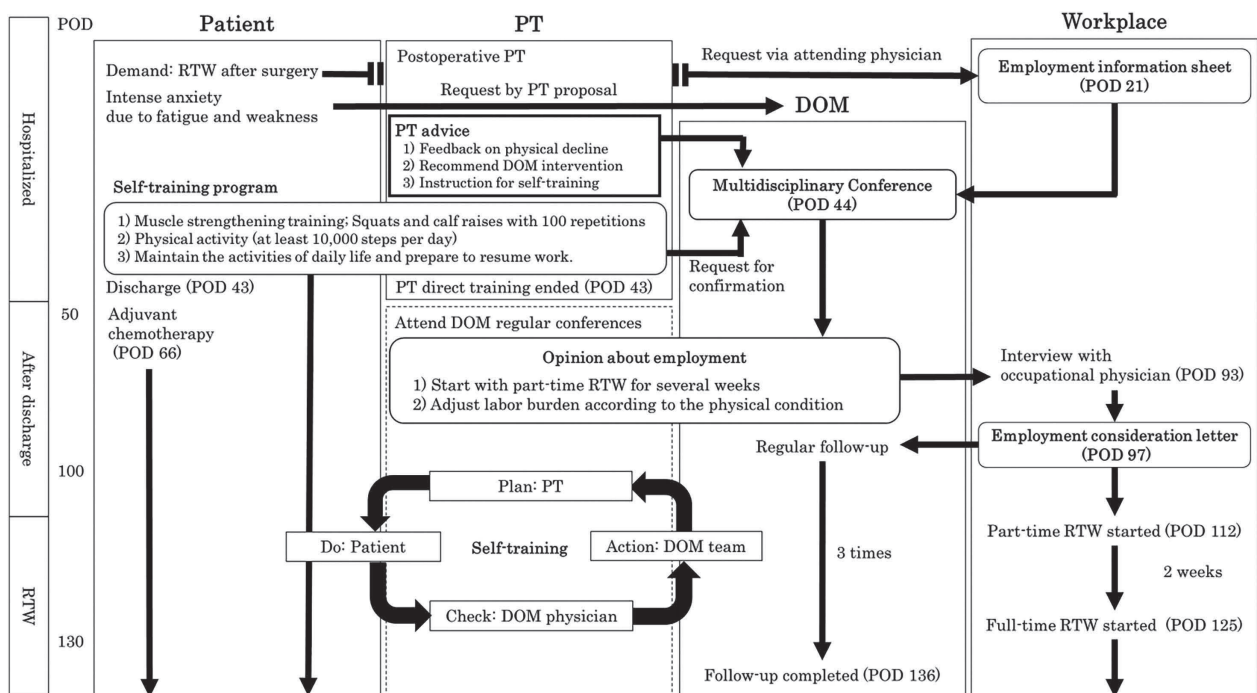 POD
Patient
PT
Workplace
Hospitalized
After discharge
RTW
50
100
130
Demand: RTW after surgery
Intense anxiety
due to fatigue and weakness
Postoperative PT
Request via attending physician
Employment information sheet
(POD 21)
Request by PT proposal
DOM
PT advice
1) Feedback on physical decline
2) Recommend DOM intervention
3) Instruction for self-training
Multidisciplinary Conference
(POD 44)
Self-training program
1) Muscle strengthening training; Squats and calf raises with 100 repetitions
2) Physical activity (at least 10,000 steps per day)
3) Maintain the activities of daily life and prepare to resume work.
Request for
confirmation
Discharge (POD 43)
PT direct training ended (POD 43)
Adjuvant
chemotherapy
(POD 66)
Attend DOM regular conferences
Opinion about employment
1) Start with part-time RTW for several weeks
2) Adjust labor burden according to the physical condition
Interview with
occupational physician (POD 93)
Regular follow-up
Employment consideration letter
(POD 97)
Plan: PT
Do: Patient
Self-training
Action: DOM team
Check: DOM physician
3 times
Part-time RTW started (POD 112)
2 weeks
Full-time RTW started (POD 125)
Follow-up completed (POD 136)